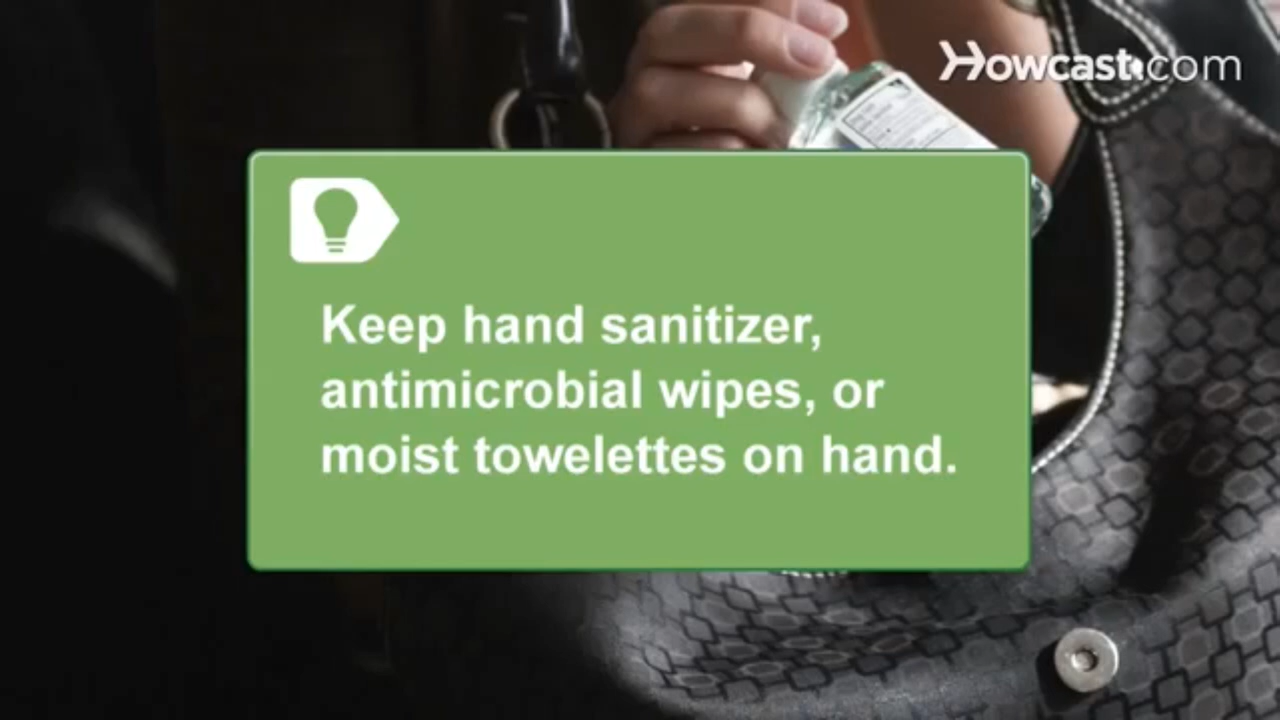 Howcast.com
Keep hand sanitizer,
antimicrobial wipes, or
moist towelettes on hand.